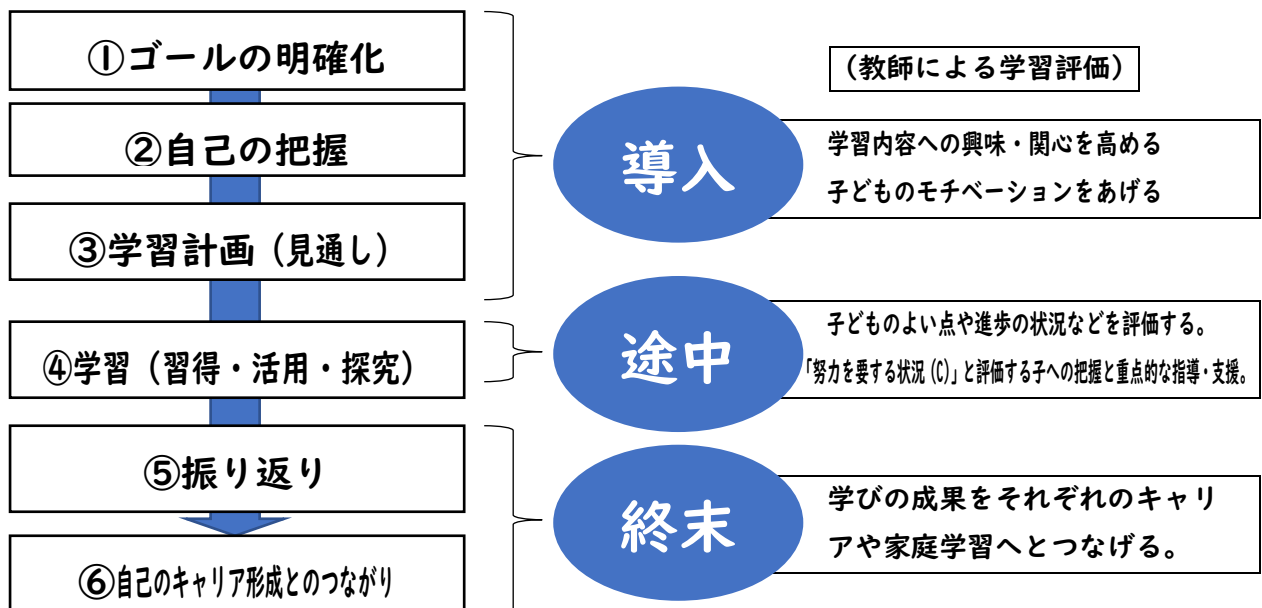 ①ゴールの明確化
②自己の把握
③学習計画（見通し）
④学習（習得・活用・探究）
⑤振り返り
⑥自己のキャリア形成とのつながり
導入
途中
終末
（教師による学習評価）
学習内容への興味・関心を高める
子どものモチベーションをあげる
子どものよい点や進歩の状況などを評価する。
「努力を要する状況（C）」と評価する子への把握と重点的な指導・支援。
学びの成果をそれぞれのキャリ
アや家庭学習へとつなげる。